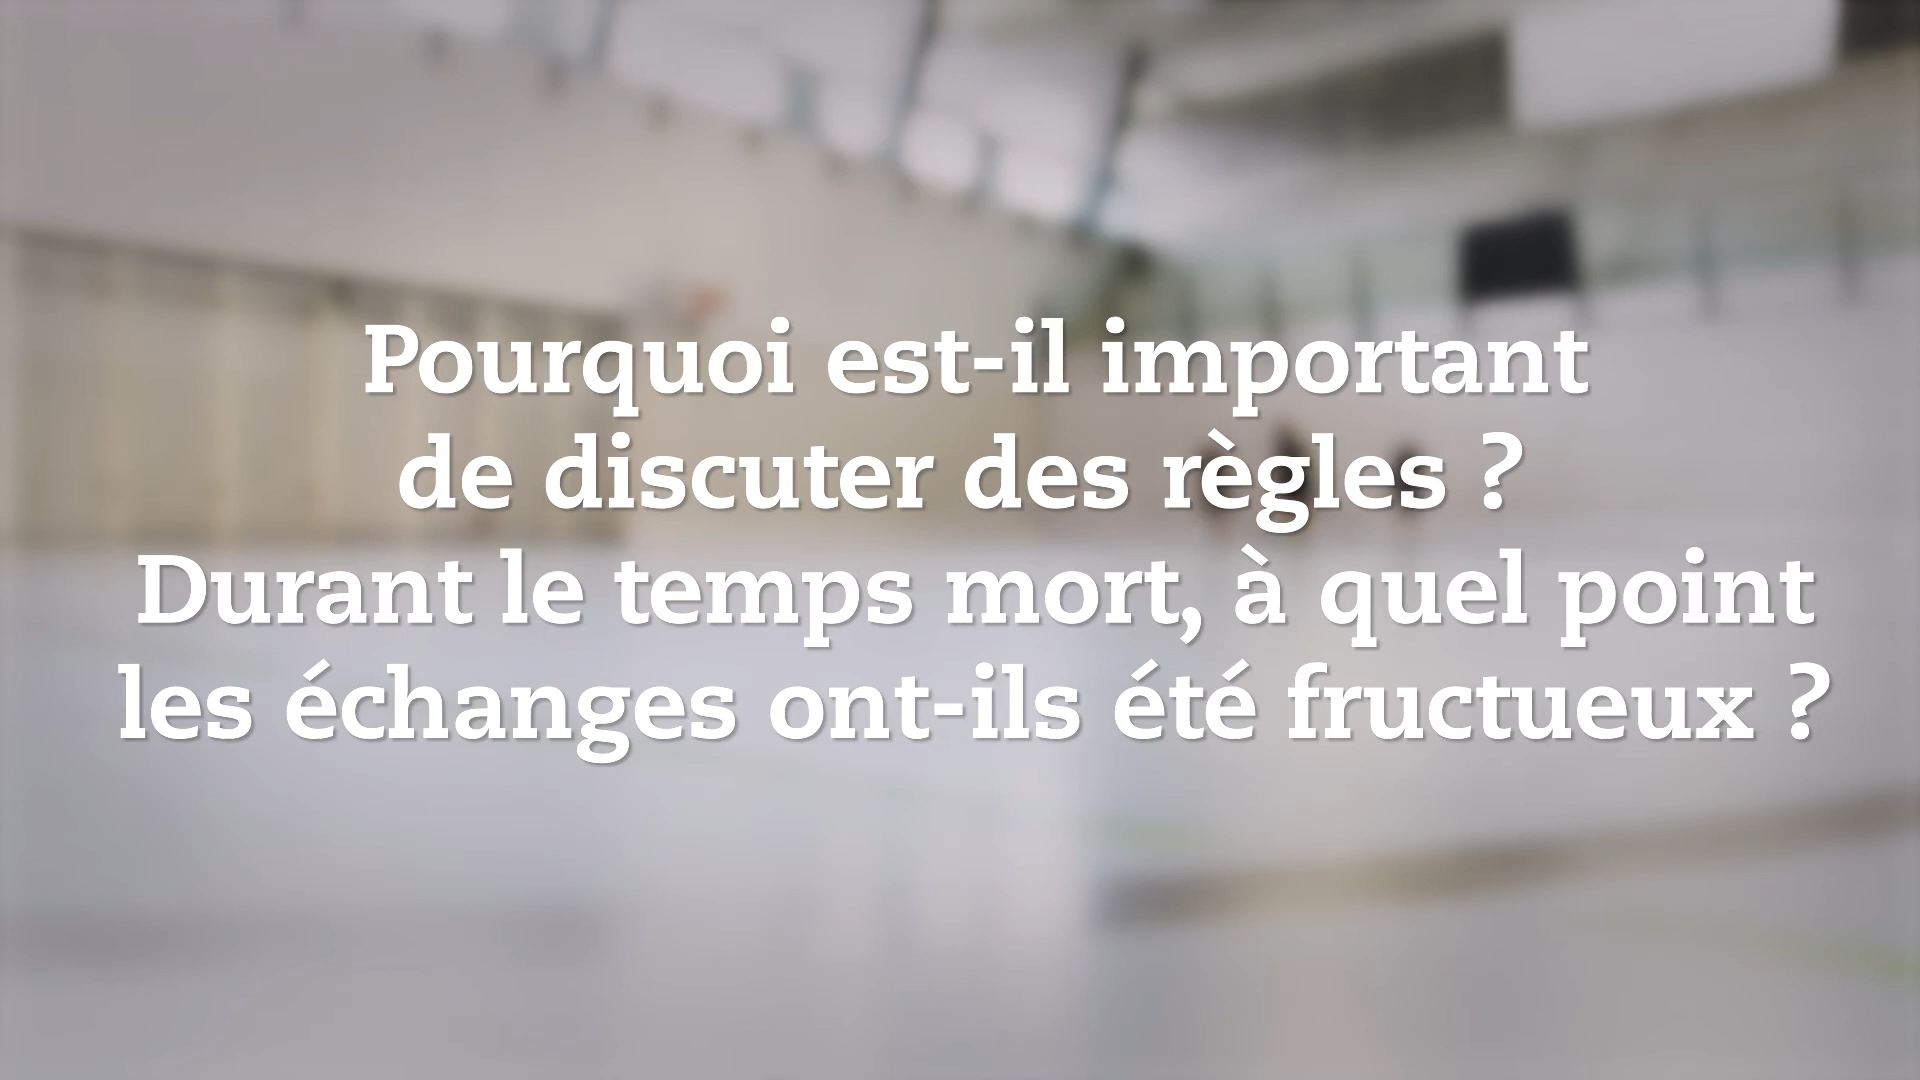 Pourquoi est-il important
de discuter des règles ?
Durant le temps mort, à quel point
les échanges ont-ils été fructueux ?